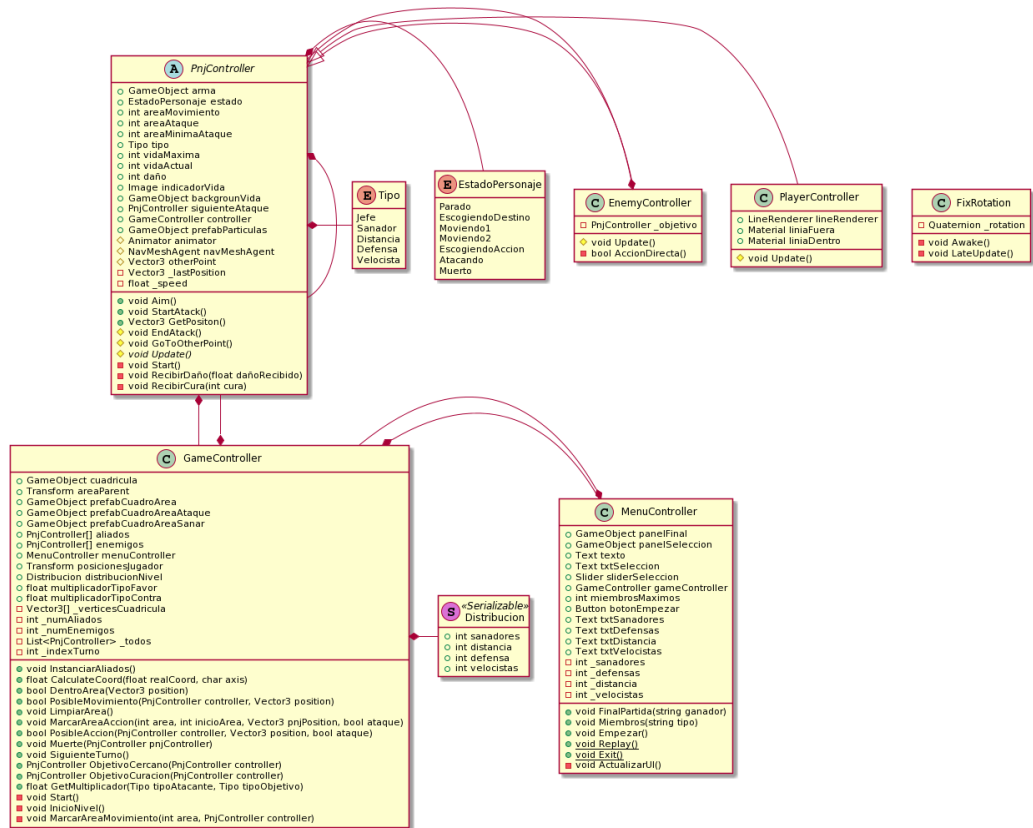 A PnjController
GameObject arma
EstadoPersonaje estado
int areaMovimiento
int areaAtaque
int areaMinimaAtaque
Tipo tipo
int vidaMaxima
int vidaActual
int daño
Image indicadorVida
GameObject backgrounVida
PnjController siguienteAtaque
GameController controller
GameObject prefabParticulas
Animator animator
NavMeshAgent navMeshAgent
Vector3 otherPoint
Vector3 _lastPosition
float _speed
void Aim()
void StartAtack()
Vector3 GetPositon()
void EndAtack()
void GoToOtherPoint()
void Update()
void Start()
void RecibirDaño(float dañoRecibido)
void RecibirCura(int cura)
E Tipo
Jefe
Sanador
Distancia
Defensa
Velocista
E EstadoPersonaje
Parado
EscogiendoDestino
Moviendo1
Moviendo2
EscogiendoAccion
Atacando
Muerto
C EnemyController
PnjController _objetivo
void Update()
bool AccionDirecta()
C PlayerController
LineRenderer lineRenderer
Material liniaFuera
Material liniaDentro
void Update()
C FixRotation
Quaternion _rotation
void Awake()
void LateUpdate()
C GameController
GameObject cuadricula
Transform areaParent
GameObject prefabCuadroArea
GameObject prefabCuadroAreaAtaque
GameObject prefabCuadroAreaSanar
PnjController[] aliados
PnjController[] enemigos
MenuController menuController
Transform posicionesJugador
Distribucion distribucionNivel
float multiplicadorTipoFavor
float multiplicadorTipoContra
Vector3[] _verticesCuadricula
int _numAliados
int _numEnemigos
List<PnjController> _todos
int _indexTurno
void InstanciarAliados()
float CalculateCoord(float realCoord, char axis)
bool DentroArea(Vector3 position)
bool PosibleMovimiento(PnjController controller, Vector3 position)
void LimpiarArea()
void MarcarAreaAccion(int area, int inicioArea, Vector3 pnjPosition, bool ataque)
bool PosibleAccion(PnjController controller, Vector3 position, bool ataque)
void Muerte(PnjController pnjController)
void SiguienteTurno()
PnjController ObjetivoCercano(PnjController controller)
PnjController ObjetivoCuracion(PnjController controller)
float GetMultiplicador(Tipo tipoAtacante, Tipo tipoObjetivo)
void Start()
void InicioNivel()
void MarcarAreaMovimiento(int area, PnjController controller)
S «Serializable»
Distribucion
int sanadores
int distancia
int defensa
int velocistas
C MenuController
GameObject panelFinal
GameObject panelSeleccion
Text texto
Text txtSeleccion
Slider sliderSeleccion
GameController gameController
int miembrosMaximos
Button botonEmpezar
Text txtSanadores
Text txtDefensas
Text txtDistancia
Text txtVelocistas
int _sanadores
int _defensas
int _distancia
int _velocistas
void FinalPartida(string ganador)
void Miembros(string tipo)
void Empezar()
void Replay()
void Exit()
void ActualizarUI()